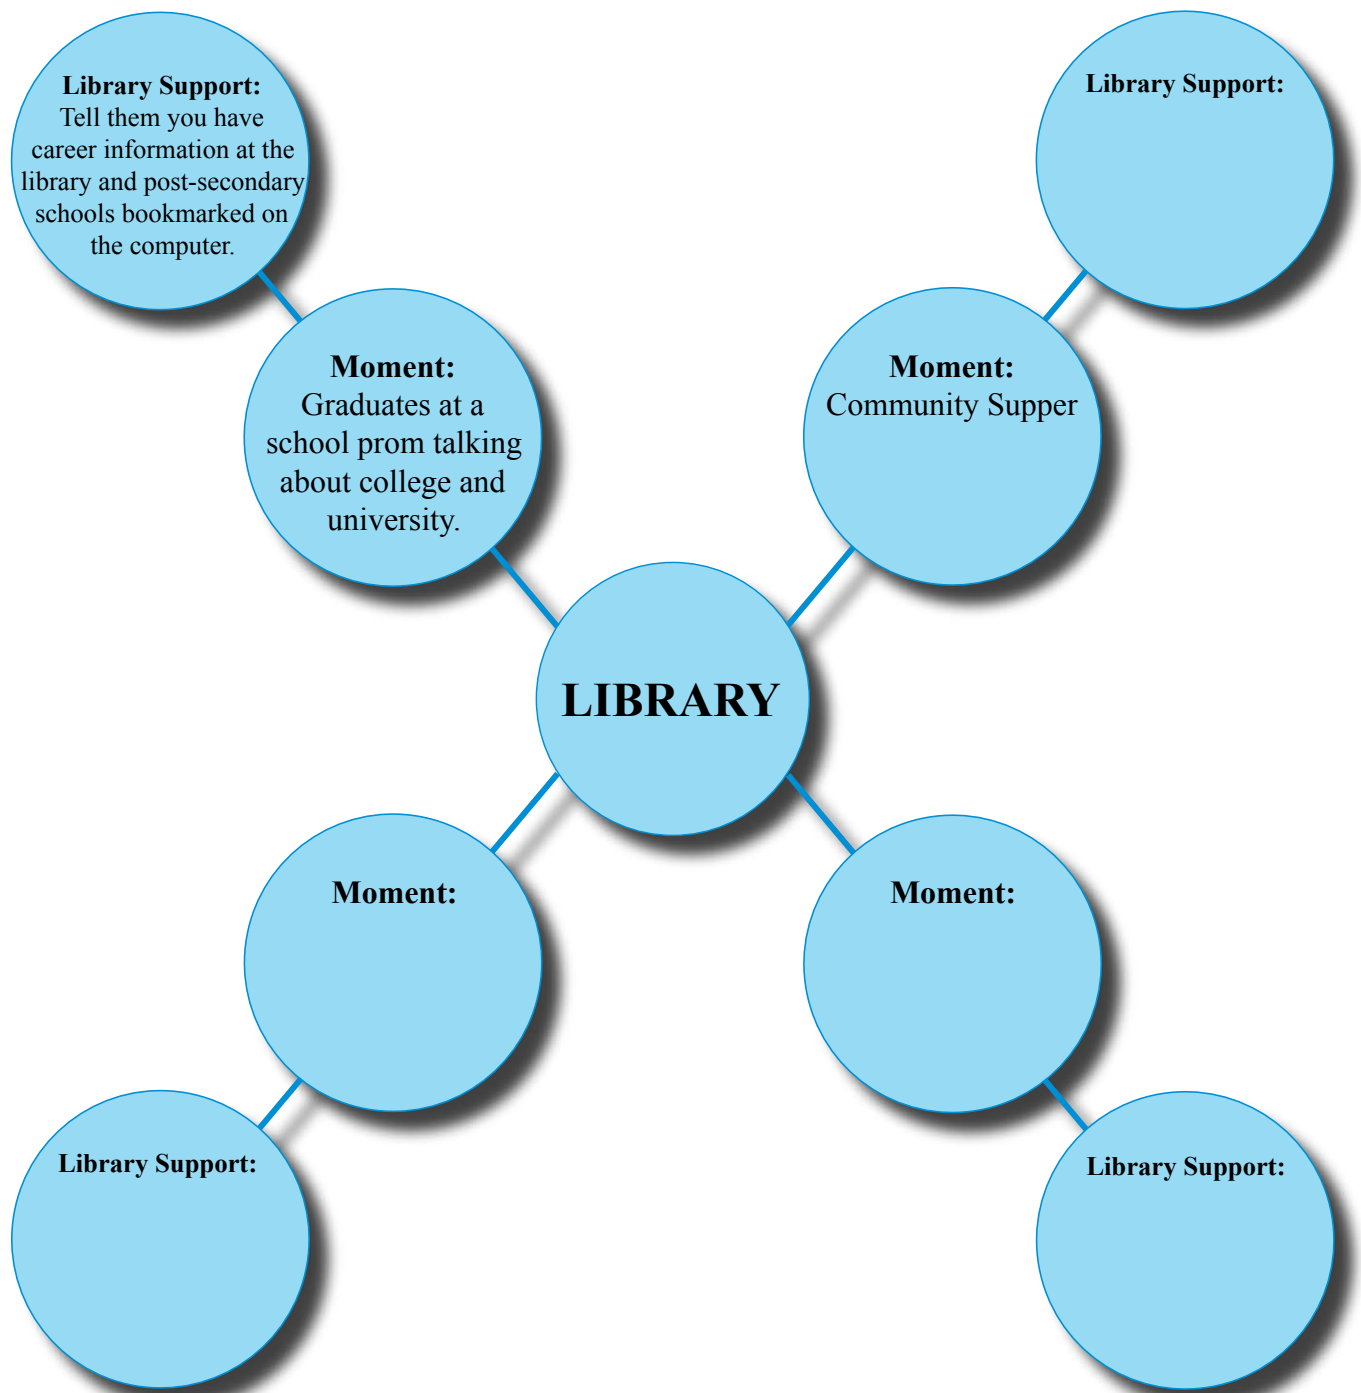 Library Support:
Tell them you have
career information at the
library and post-secondary
schools bookmarked on
the computer.
Library Support:
Moment:
Graduates at a
school prom talking
about college and
university.
Moment:
Community Supper
LIBRARY
Moment:
Moment:
Library Support:
Library Support: